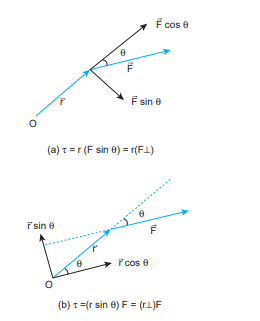 F⃗ cos θ
θ
F⃗
r⃗
F⃗ sin θ
O
(a) τ = r (F sin θ) = r(F⊥)
θ
r⃗ sin θ
F⃗
r⃗
θ
r⃗ cos θ
O
(b) τ =(r sin θ) F = (r⊥)F